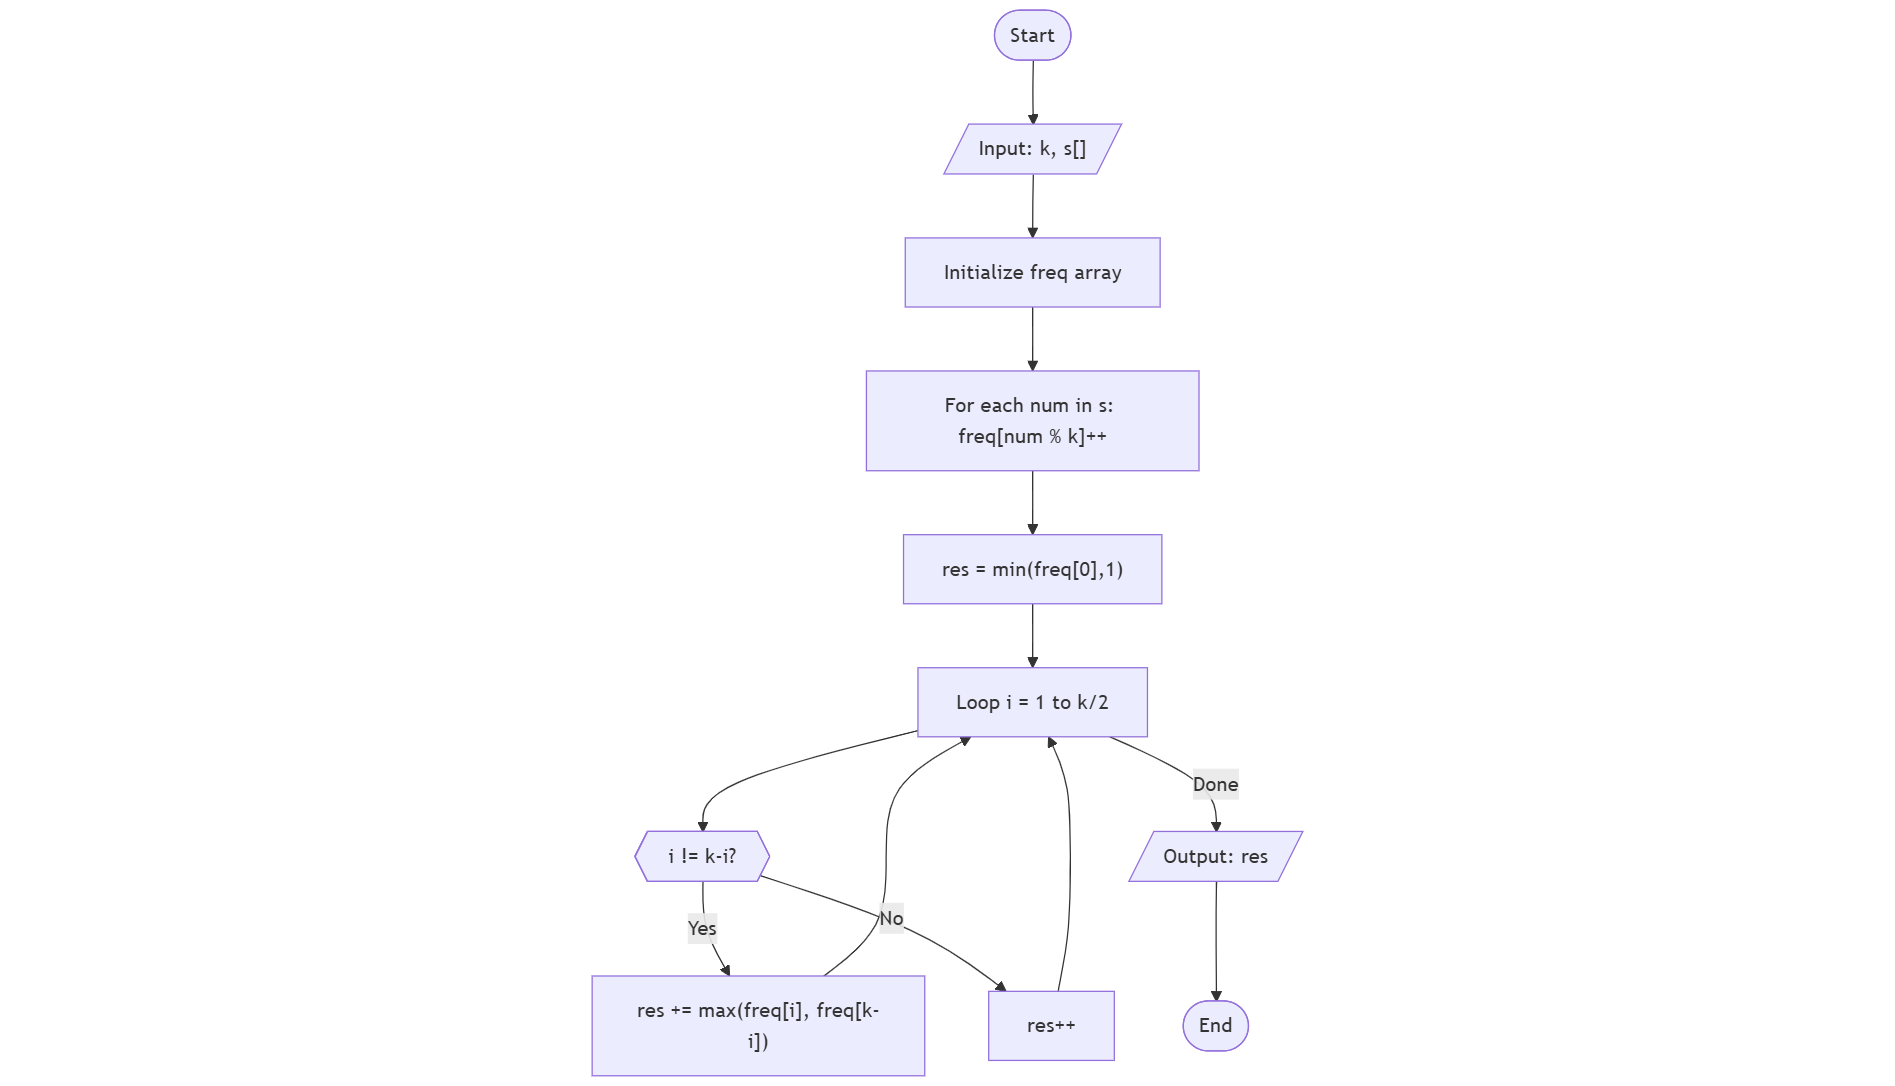 Start
Input: k, s[]
Initialize freq array
For each num in s:
freq[num % k]++
res = min(freq[0],1)
Loop i = 1 to k/2
Done
i != k-i?
Output: res
No
Yes
res += max(freq[i], freq[k-
i])
res++
End